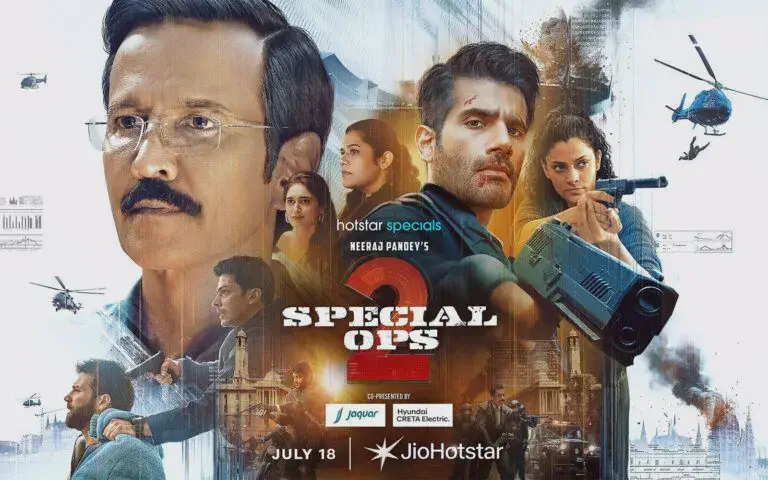 hotstar specials
NEERAJ PANDEY'S
2
SPECIAL
OPS
CO-PRESENTED BY
jaquar
Hyundai
CRETA Electric.
JULY 18
JioHotstar